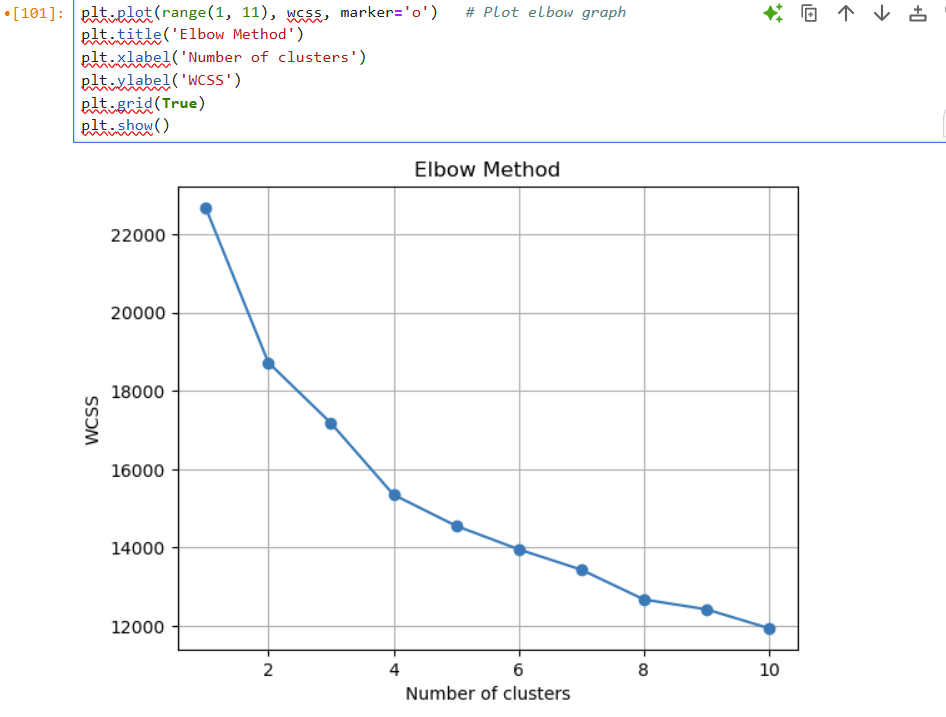 •[101]: plt.plot(range(1, 11), wcss, marker='o')   # Plot elbow graph
plt.title('Elbow Method')
plt.xlabel('Number of clusters')
plt.ylabel('WCSS')
plt.grid(True)
plt.show()
Elbow Method
22000
20000
18000
16000
14000
12000
WCSS
2 4 6 8 10
Number of clusters